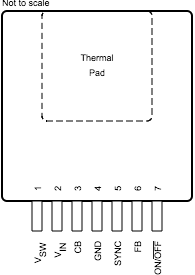 Not to scale
Thermal
Pad
1 2 3 4 5 6 7
VSW
VIN
CB
GND
SYNC
FB
ON/OFF